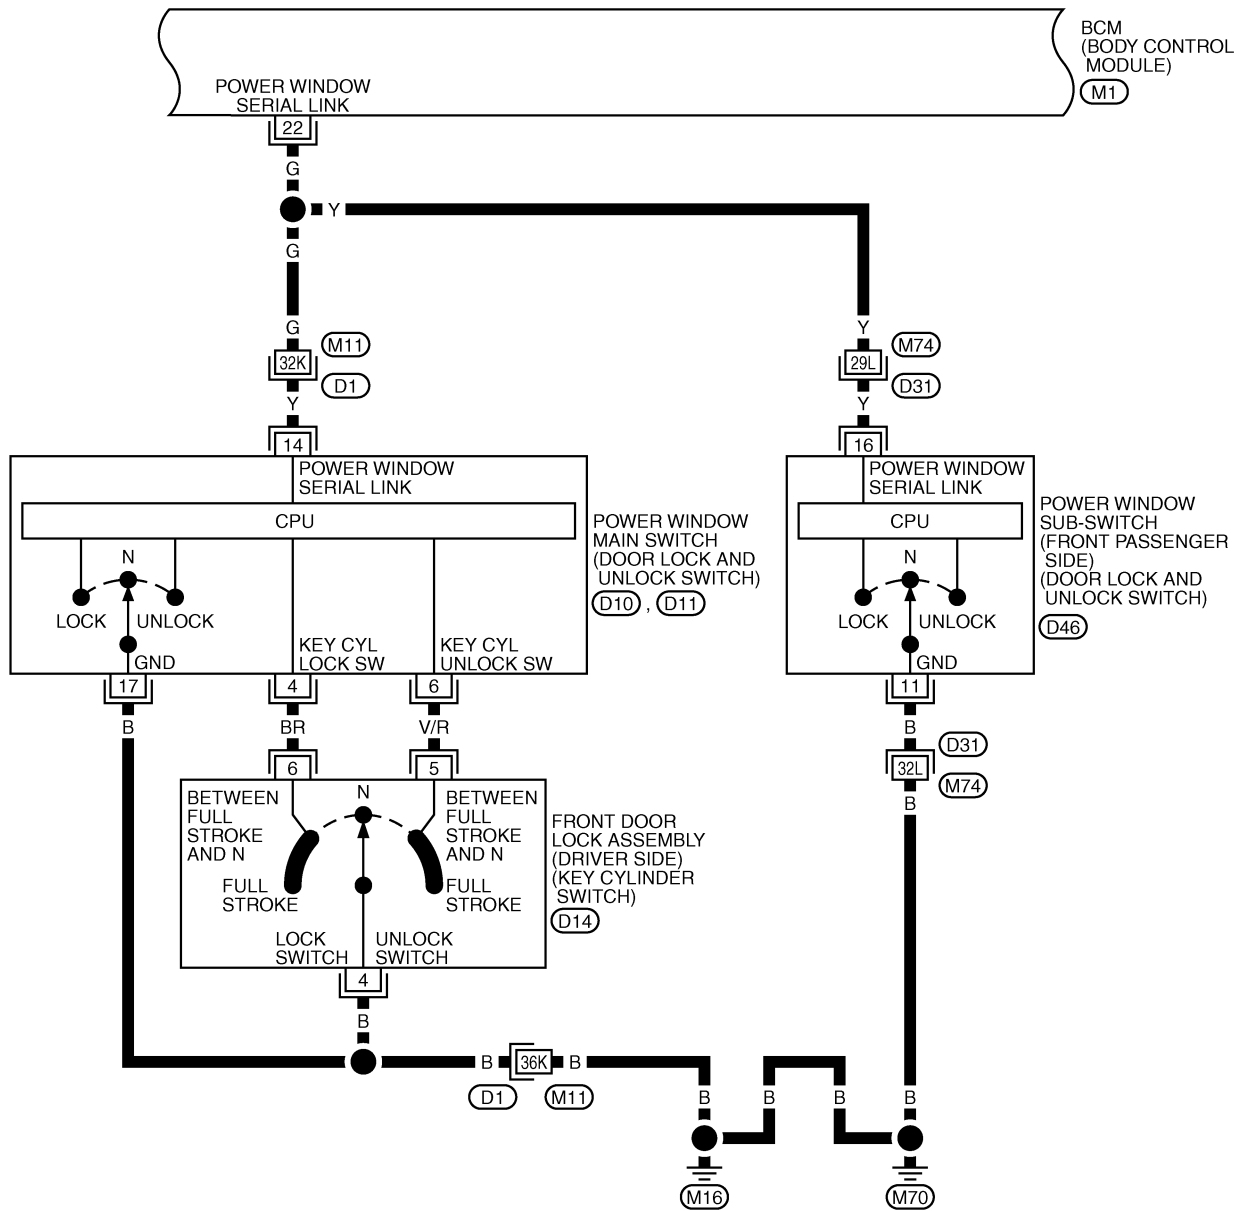 BCM
(BODY CONTROL
MODULE)
M1
POWER WINDOW
SERIAL LINK
22
G
Y
G
G
M11
32K
D1
Y
Y
M74
29L
D31
Y
14
16
POWER WINDOW
SERIAL LINK
CPU
N
LOCK
UNLOCK
GND
KEY CYL
LOCK SW
KEY CYL
UNLOCK SW
POWER WINDOW
MAIN SWITCH
(DOOR LOCK AND
UNLOCK SWITCH)
D10 , D11
POWER WINDOW
SERIAL LINK
CPU
N
LOCK
UNLOCK
GND
POWER WINDOW
SUB-SWITCH
(FRONT PASSENGER
SIDE)
(DOOR LOCK AND
UNLOCK SWITCH)
D46
17
4
6
11
B
BR
V/R
B
6
5
D31
32L
M74
B
N
BETWEEN
FULL
STROKE
AND N
FULL
STROKE
BETWEEN
FULL
STROKE
AND N
FULL
STROKE
LOCK
SWITCH
UNLOCK
SWITCH
FRONT DOOR
LOCK ASSEMBLY
(DRIVER SIDE)
(KEY CYLINDER
SWITCH)
D14
4
B
B
36K
B
D1
M11
B
B
B
B
M16
M70